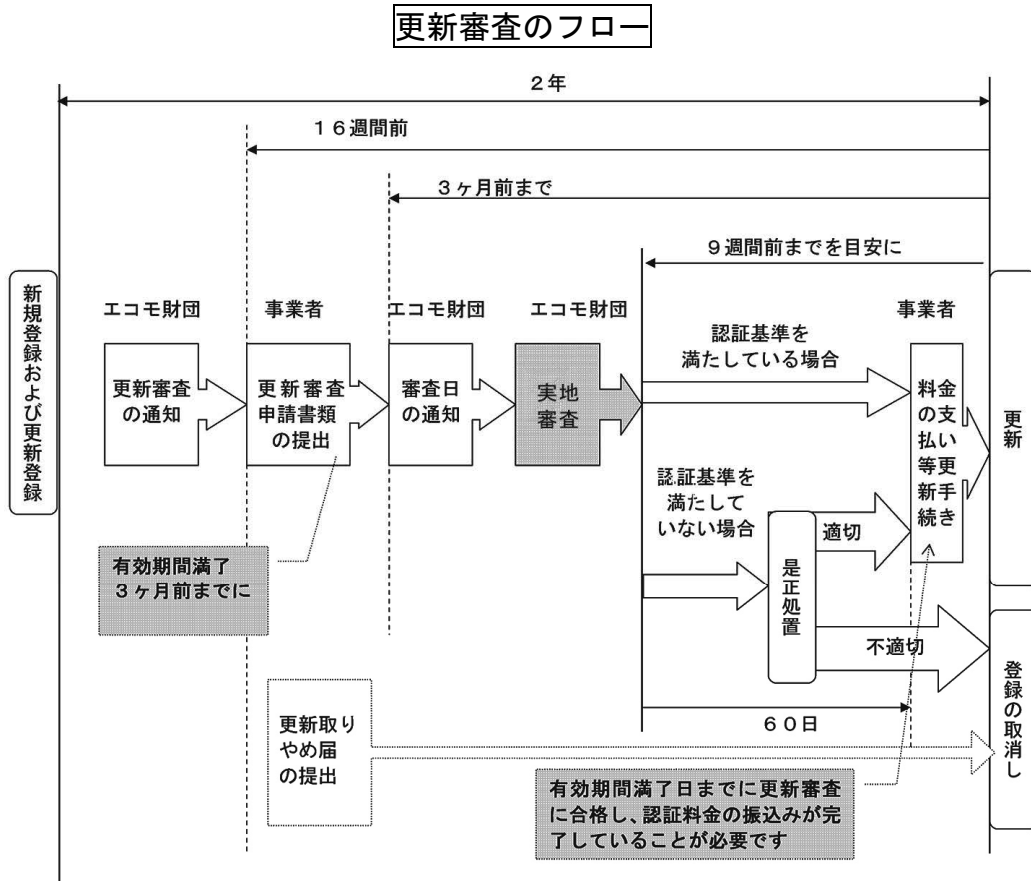 更新審査のフロー
２年
１６週間前
３ヶ月前まで
９週間前までを目安に
新規登録および更新登録
エコモ財団
更新審査
の通知
事業者
更新審査
申請書類
の提出
エコモ財団
審査日
の通知
エコモ財団
実地
審査
認証基準を
満たしている場合
事業者
料金
の支
払い
等更
新手
続き
更新
認証基準を
満たして
いない場合
是正処置
適切
不適切
登録の取消し
有効期間満了
３ヶ月前までに
６０日
更新取り
やめ届
の提出
有効期間満了日までに更新審査
に合格し、認証料金の振込みが完
了していることが必要です